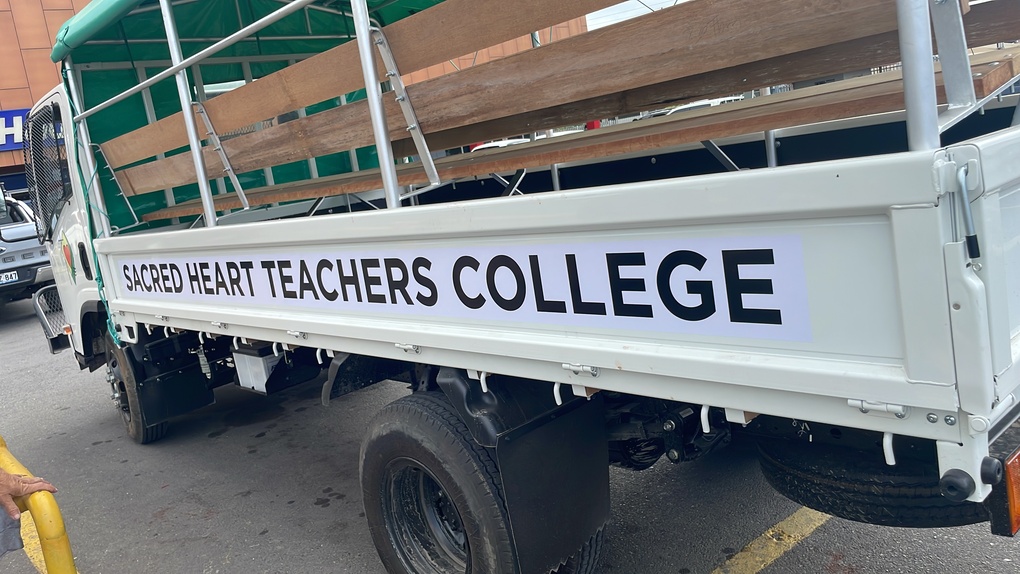 H
SACRED HEART TEACHERS COLLEGE